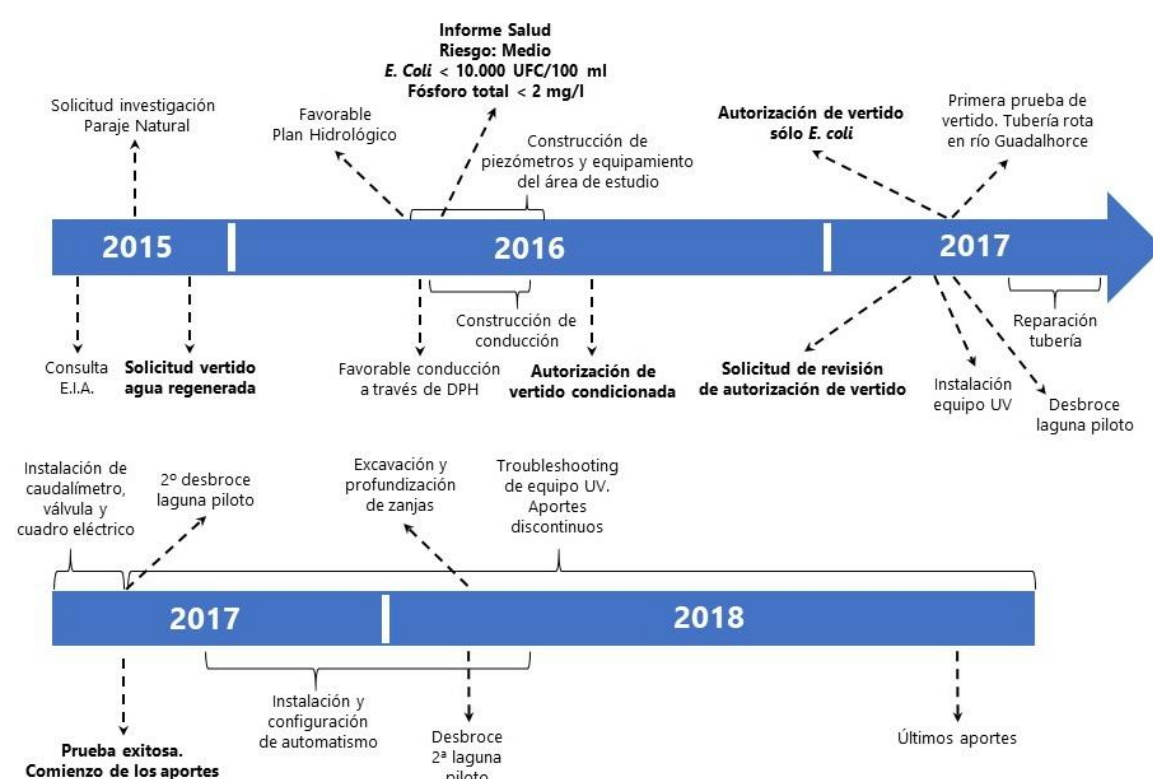 Solicitud investigación
Paraje Natural
Favorable
Plan Hidrológico
Informe Salud
Riesgo: Medio
E. Coli < 10.000 UFC/100 ml
Fósforo total < 2 mg/l
Construcción de
piezómetros y equipamiento
del área de estudio
Autorización de vertido
sólo E. coli
Primera prueba de
vertido. Tubería rota
en río Guadalhorce
2015
2016
2017
Consulta
E.I.A.
Solicitud vertido
agua regenerada
Favorable conducción
a través de DPH
Construcción de
conducción
Autorización de
vertido condicionada
Solicitud de revisión
de autorización de vertido
Instalación
equipo UV
Desbroce
laguna piloto
Reparación
tubería
Instalación de
caudalímetro,
válvula y
cuadro eléctrico
2º desbroce
laguna piloto
Excavación y
profundización
de zanjas
Troubleshooting
de equipo UV.
Aportes
discontinuos
2017
2018
Prueba exitosa.
Comienzo de los aportes
Instalación y
configuración
de automatismo
Desbroce
2ª laguna
piloto
Últimos aportes